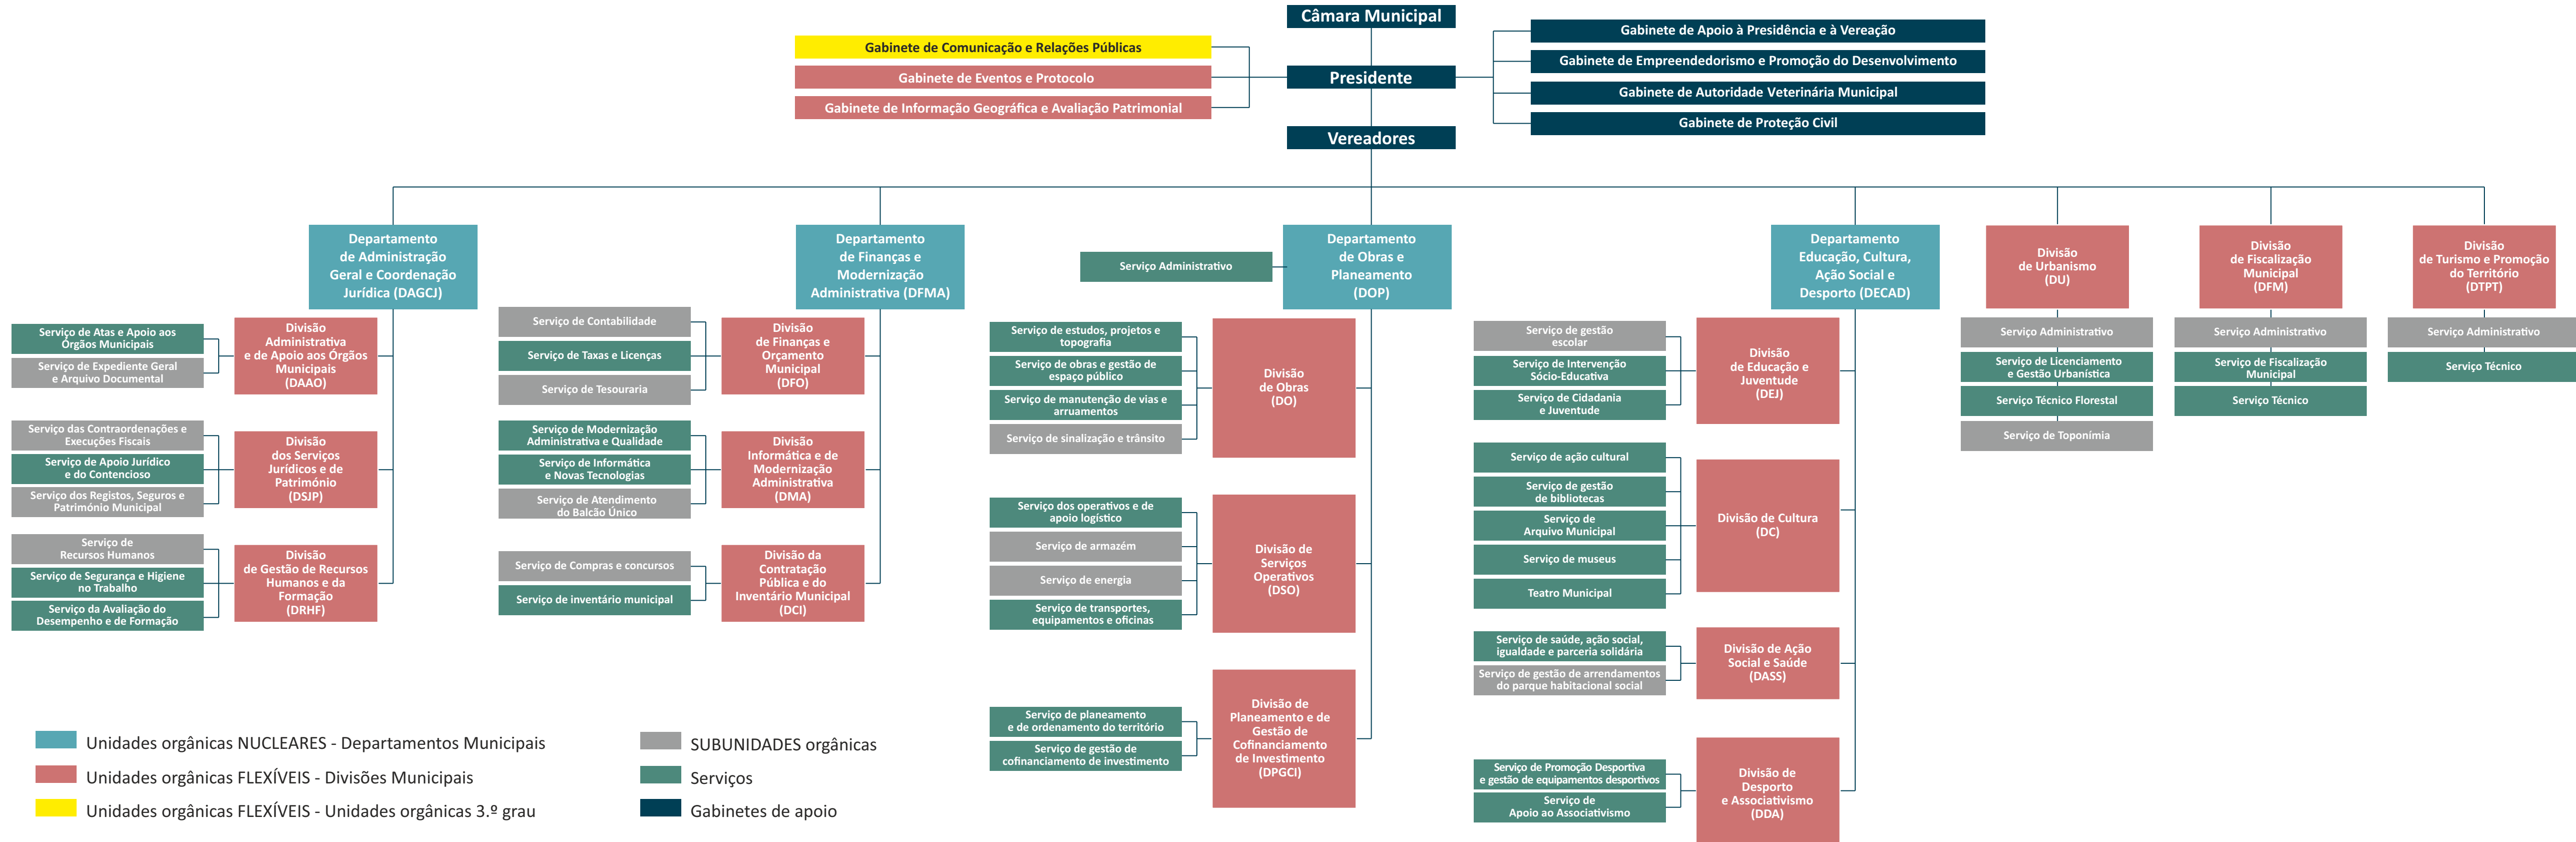 Câmara Municipal
Presidente
Vereadores
Gabinete de Comunicação e Relações Públicas
Gabinete de Eventos e Protocolo
Gabinete de Informação Geográfica e Avaliação Patrimonial
Gabinete de Apoio à Presidência e à Vereação
Gabinete de Empreendedorismo e Promoção do Desenvolvimento
Gabinete de Autoridade Veterinária Municipal
Gabinete de Proteção Civil
Departamento
de Administração
Geral e Coordenação
Jurídica (DAGCJ)
Divisão
Administrativa
e de Apoio aos Órgãos
Municipais
(DAAO)
Serviço de Atas e Apoio aos
Órgãos Municipais
Serviço de Expediente Geral
e Arquivo Documental
Divisão
dos Serviços
Jurídicos e de
Património
(DSJP)
Serviço das Contraordenações e
Execuções Fiscais
Serviço de Apoio Jurídico
e do Contencioso
Serviço dos Registos, Seguros e
Património Municipal
Divisão
de Gestão de Recursos
Humanos e da
Formação
(DRHF)
Serviço de
Recursos Humanos
Serviço de Segurança e Higiene
no Trabalho
Serviço da Avaliação do
Desempenho e de Formação
Departamento
de Finanças e
Modernização
Administrativa (DFMA)
Divisão
de Finanças e
Orçamento
Municipal
(DFO)
Serviço de Contabilidade
Serviço de Taxas e Licenças
Serviço de Tesouraria
Divisão
Informática e de
Modernização
Administrativa
(DMA)
Serviço de Modernização
Administrativa e Qualidade
Serviço de Informática
e Novas Tecnologias
Serviço de Atendimento
do Balcão Único
Divisão da
Contratação
Pública e do
Inventário Municipal
(DCI)
Serviço de Compras e concursos
Serviço de inventário municipal
Departamento
de Obras e
Planeamento
(DOP)
Serviço Administrativo
Divisão
de Obras
(DO)
Serviço de estudos, projetos e
topografia
Serviço de obras e gestão de
espaço público
Serviço de manutenção de vias e
arruamentos
Serviço de sinalização e trânsito
Divisão de
Serviços
Operativos
(DSO)
Serviço dos operativos e de
apoio logístico
Serviço de armazém
Serviço de energia
Serviço de transportes,
equipamentos e oficinas
Divisão de
Planeamento e de
Gestão de
Cofinanciamento
de Investimento
(DPGCI)
Serviço de planeamento
e de ordenamento do território
Serviço de gestão de
cofinanciamento de investimento
Departamento
Educação, Cultura,
Ação Social e
Desporto (DECAD)
Divisão
de Educação e
Juventude
(DEJ)
Serviço de gestão
escolar
Serviço de Intervenção
Sócio-Educativa
Serviço de Cidadania
e Juventude
Divisão de Cultura
(DC)
Serviço de ação cultural
Serviço de gestão
de bibliotecas
Serviço de
Arquivo Municipal
Serviço de museus
Teatro Municipal
Divisão de Ação
Social e Saúde
(DASS)
Serviço de saúde, ação social,
igualdade e parceria solidária
Serviço de gestão de arrendamentos
do parque habitacional social
Divisão de
Desporto
e Associativismo
(DDA)
Serviço de Promoção Desportiva
e gestão de equipamentos desportivos
Serviço de
Apoio ao Associativismo
Divisão
de Urbanismo
(DU)
Serviço Administrativo
Serviço de Licenciamento
e Gestão Urbanística
Serviço Técnico Florestal
Serviço de Toponímia
Divisão
de Fiscalização
Municipal
(DFM)
Serviço Administrativo
Serviço de Fiscalização
Municipal
Serviço Técnico
Divisão
de Turismo e Promoção
do Território
(DTPT)
Serviço Administrativo
Serviço Técnico
Unidades orgânicas NUCLEARES - Departamentos Municipais
Unidades orgânicas FLEXÍVEIS - Divisões Municipais
Unidades orgânicas FLEXÍVEIS - Unidades orgânicas 3.º grau
SUBUNIDADES orgânicas
Serviços
Gabinetes de apoio